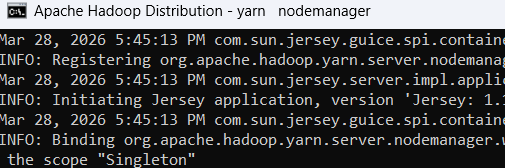 Apache Hadoop Distribution - yarn nodemanager
Mar 28, 2026 5:45:13 PM com.sun.jersey.guice.spi.containe
INFO: Registering org.apache.hadoop.yarn.server.nodemanag
Mar 28, 2026 5:45:13 PM com.sun.jersey.server.impl.applic
INFO: Initiating Jersey application, version 'Jersey: 1.1
Mar 28, 2026 5:45:13 PM com.sun.jersey.guice.spi.containe
INFO: Binding org.apache.hadoop.yarn.server.nodemanager.w
the scope "Singleton"